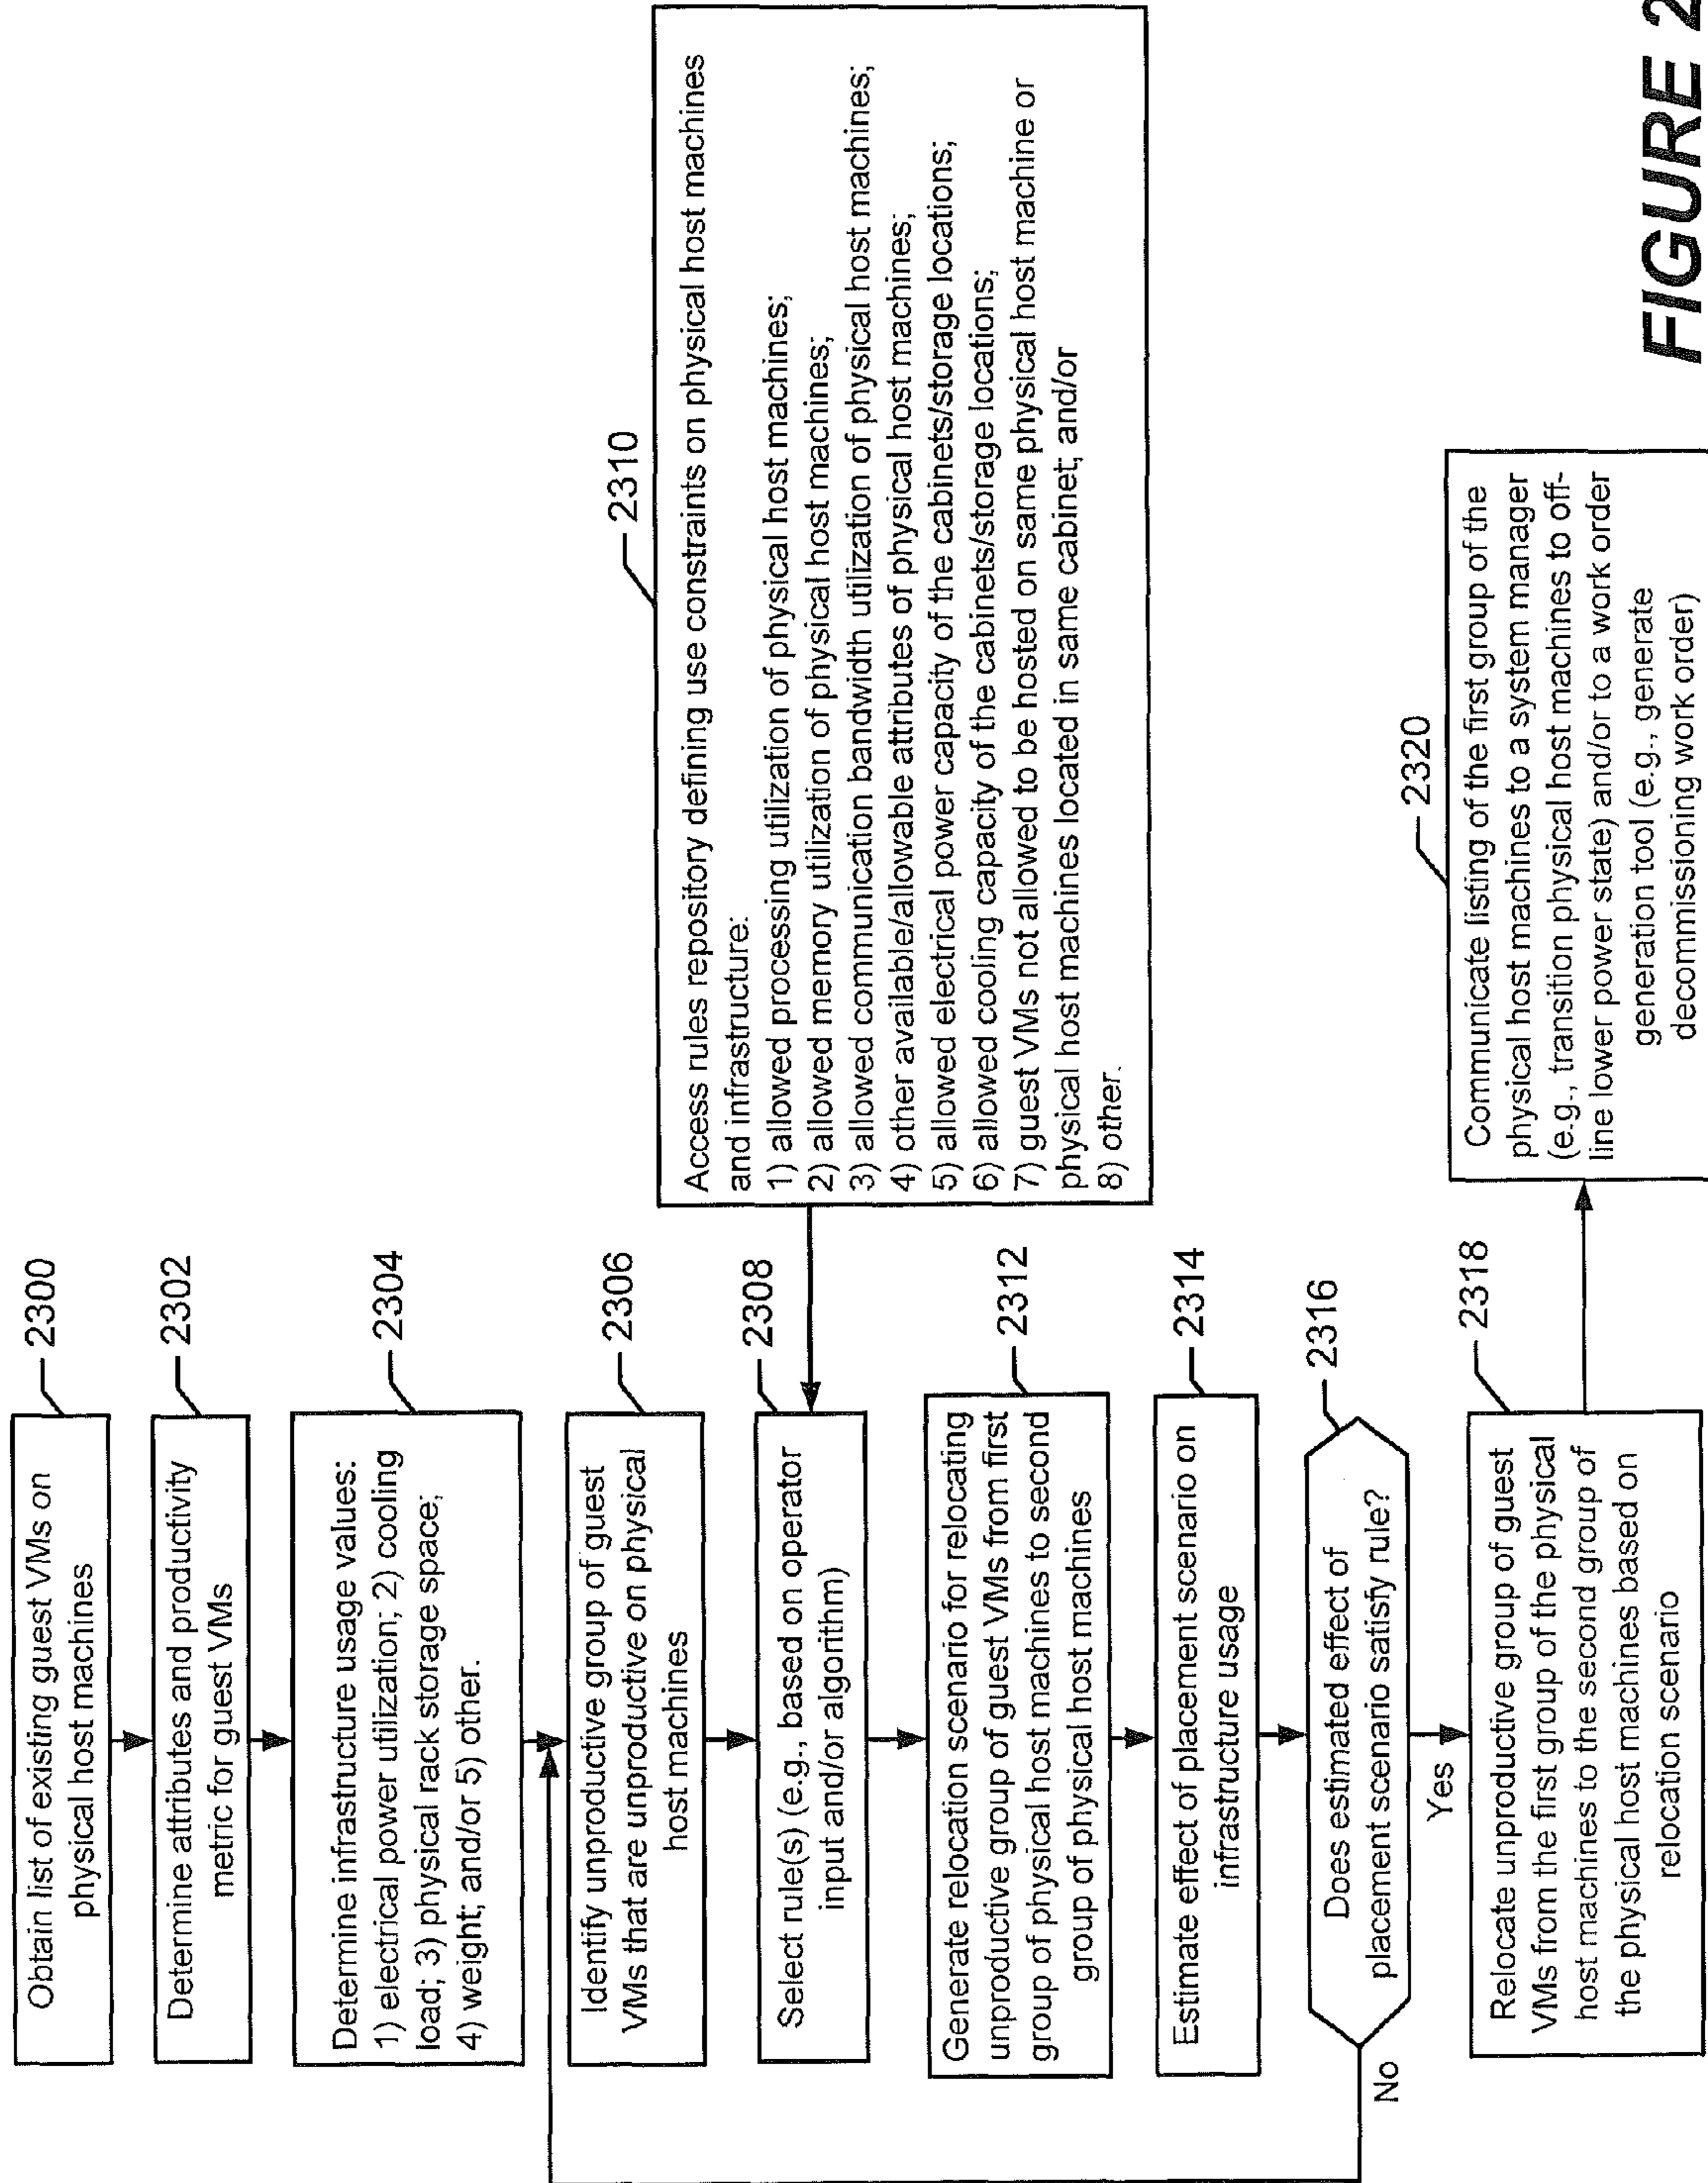 2300
Obtain list of existing guest VMs on
physical host machines
2302
Determine attributes and productivity
metric for guest VMs
2304
Determine infrastructure usage values:
1) electrical power utilization; 2) cooling
load; 3) physical rack storage space;
4) weight; and/or 5) other.
2306
Identify unproductive group of guest
VMs that are unproductive on physical
host machines
2308
Select rule(s) (e.g., based on operator
input and/or algorithm)
2310
Access rules repository defining use constraints on physical host machines
and infrastructure:
1) allowed processing utilization of physical host machines;
2) allowed memory utilization of physical host machines;
3) allowed communication bandwidth utilization of physical host machines;
4) other available/allowable attributes of physical host machines;
5) allowed electrical power capacity of the cabinets/storage locations;
6) allowed cooling capacity of the cabinets/storage locations;
7) guest VMs not allowed to be hosted on same physical host machine or
physical host machines located in same cabinet; and/or
8) other.
2312
Generate relocation scenario for relocating
unproductive group of guest VMs from first
group of physical host machines to second
group of physical host machines
2314
Estimate effect of placement scenario on
infrastructure usage
2316
Does estimated effect of
placement scenario satisfy rule?
No
Yes
2318
Relocate unproductive group of guest
VMs from the first group of the physical
host machines to the second group of
the physical host machines based on
relocation scenario
2320
Communicate listing of the first group of the
physical host machines to a system manager
(e.g., transition physical host machines to off-
line lower power state) and/or to a work order
generation tool (e.g., generate
decommissioning work order)
FIGURE 2